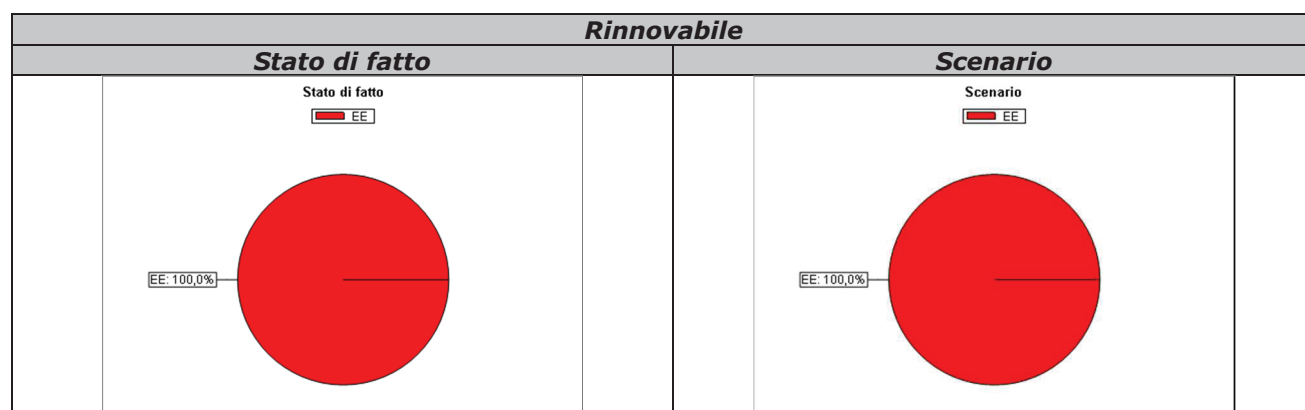 Rinnovabile
Stato di fatto
Scenario
Stato di fatto
EE
EE: 100,0%
Scenario
EE
EE: 100,0%